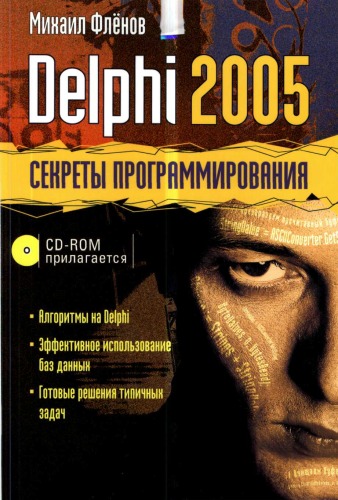 Михаил Флёнов
Delphi 2005
СЕКРЕТЫ ПРОГРАММИРОВАНИЯ
CD-ROM
прилагается
• Алгоритмы на Delphi
• Эффективное использование
баз данных
• Готовые решения типичных
задач